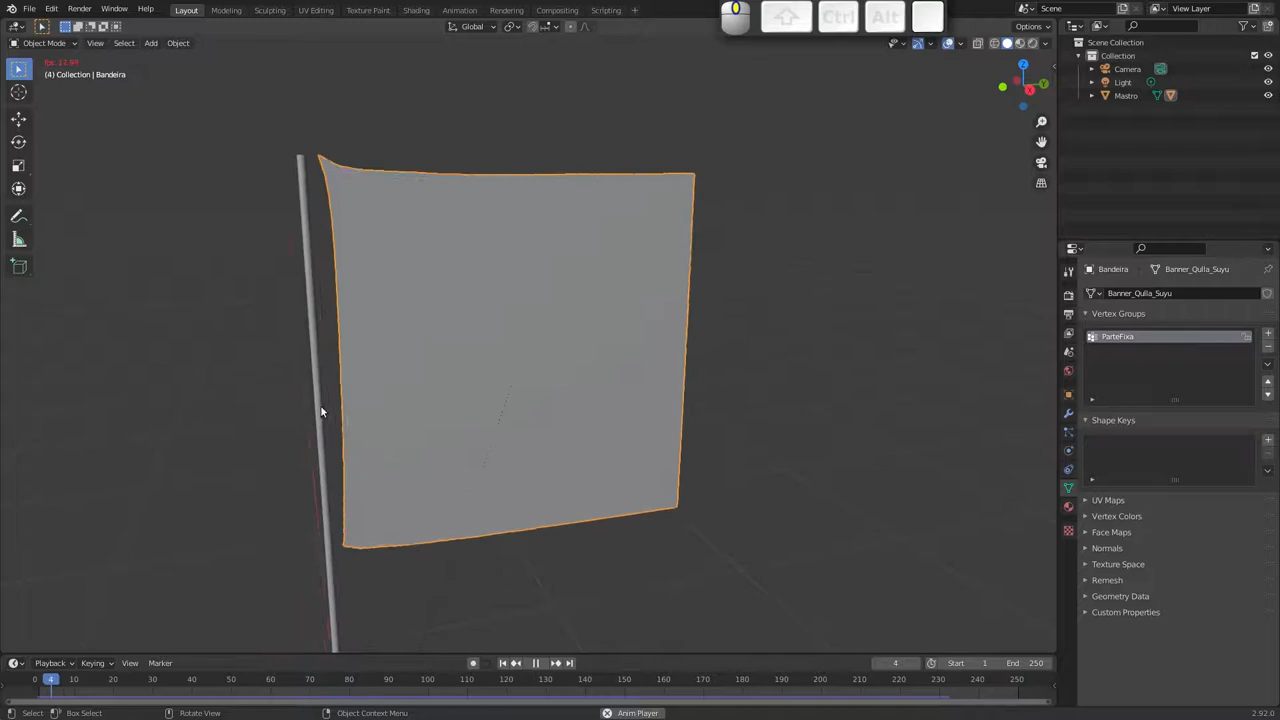 File Edit Render Window Help Layout Modeling Sculpting UV Editing Texture Paint Shading Animation Rendering Compositing Scripting Scene View Layer
Ctrl Alt
Global Options
Object Mode View Select Add Object
fps: 12.99
(4) Collection | Bandeira
Scene Collection
Collection
Camera
Light
Mastro
Z
X
Bandeira Banner_Qulla_Suyu
Banner_Qulla_Suyu
Vertex Groups
ParteFixa
Shape Keys
UV Maps
Vertex Colors
Face Maps
Normals
Texture Space
Remesh
Geometry Data
Custom Properties
Playback Keying View Marker 4 Start 1 End 250
0 4 10 20 30 40 50 60 70 80 90 100 110 120 130 140 150 160 170 180 190 200 210 220 230 240 250
Select Box Select Rotate View Object Context Menu Anim Player 2.92.0